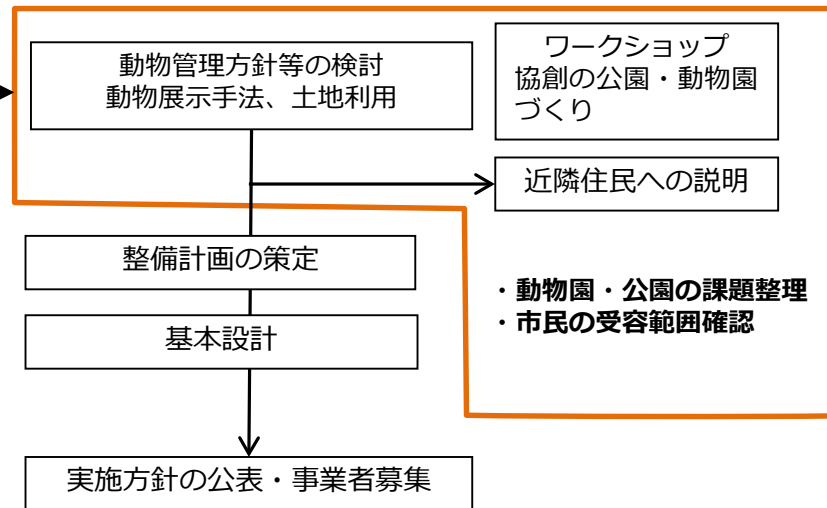 動物管理方針等の検討
動物展示手法、土地利用
ワークショップ
協創の公園・動物園
づくり
近隣住民への説明
整備計画の策定
・動物園・公園の課題整理
・市民の受容範囲確認
基本設計
実施方針の公表・事業者募集